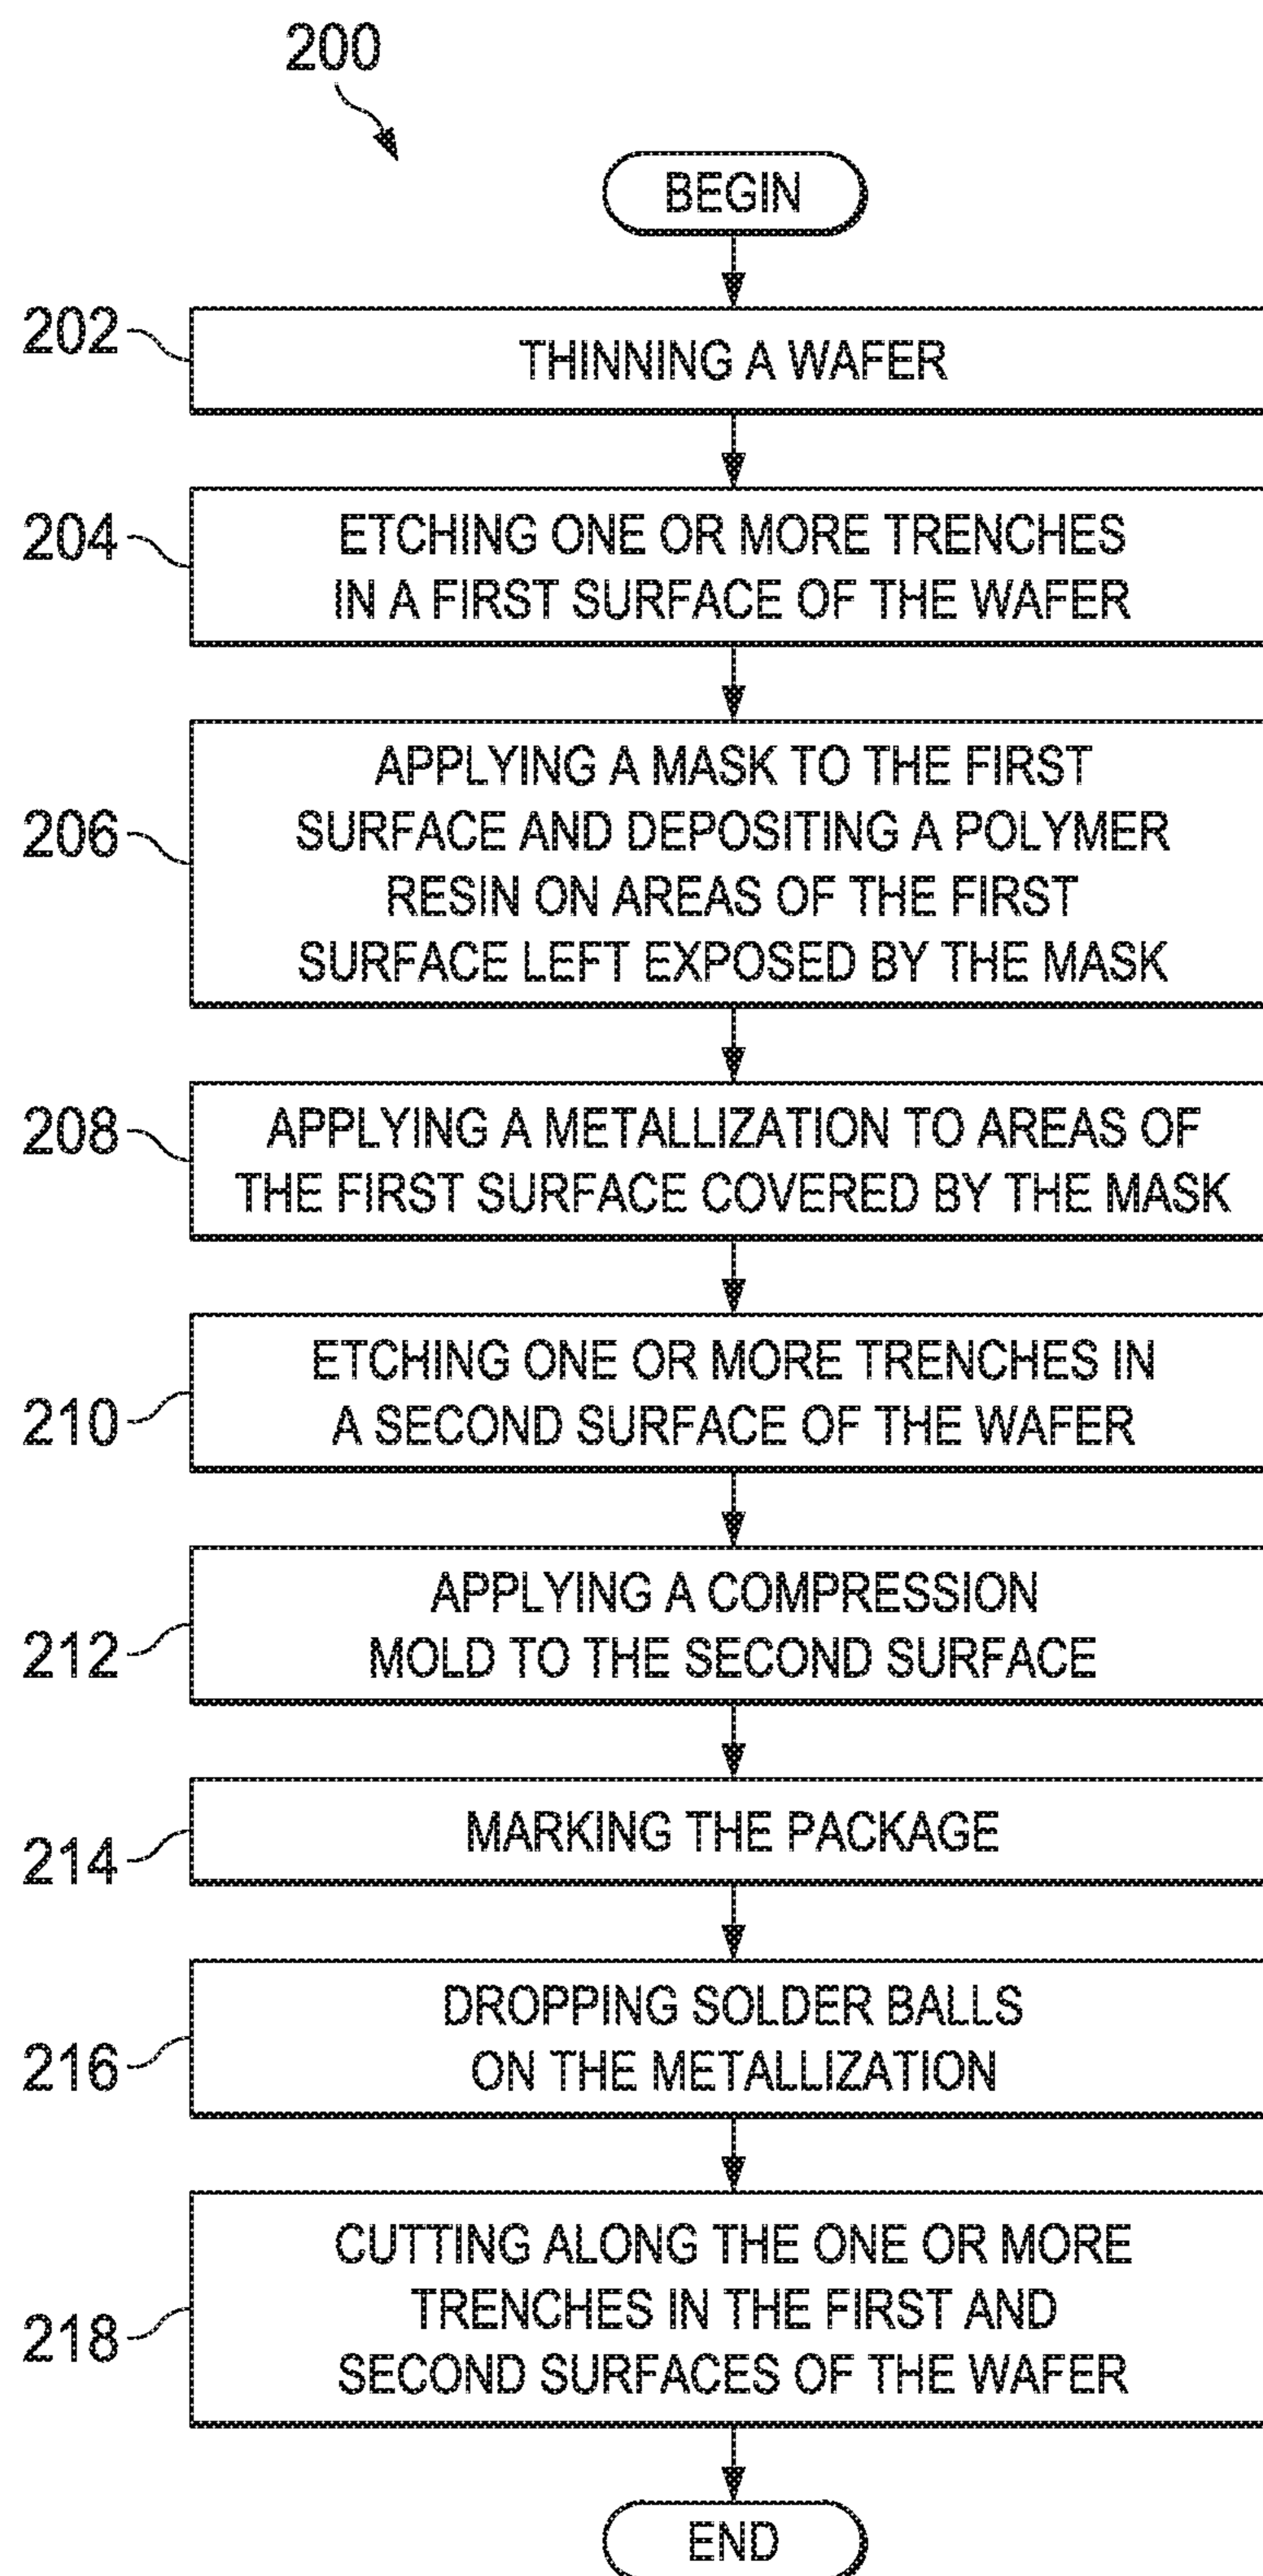 200
BEGIN
202
THINNING A WAFER
204
ETCHING ONE OR MORE TRENCHES
IN A FIRST SURFACE OF THE WAFER
206
APPLYING A MASK TO THE FIRST
SURFACE AND DEPOSITING A POLYMER
RESIN ON AREAS OF THE FIRST
SURFACE LEFT EXPOSED BY THE MASK
208
APPLYING A METALLIZATION TO AREAS OF
THE FIRST SURFACE COVERED BY THE MASK
210
ETCHING ONE OR MORE TRENCHES IN
A SECOND SURFACE OF THE WAFER
212
APPLYING A COMPRESSION
MOLD TO THE SECOND SURFACE
214
MARKING THE PACKAGE
216
DROPPING SOLDER BALLS
ON THE METALLIZATION
218
CUTTING ALONG THE ONE OR MORE
TRENCHES IN THE FIRST AND
SECOND SURFACES OF THE WAFER
END